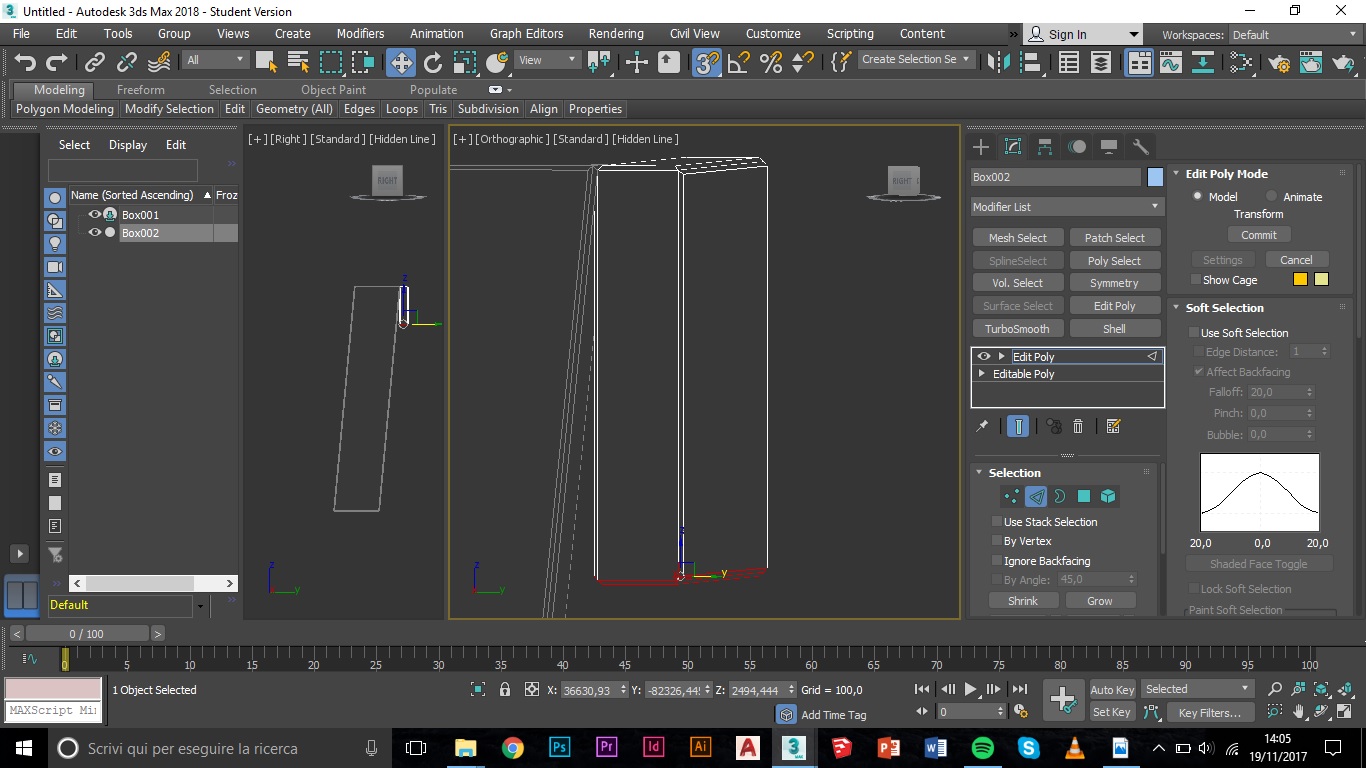 Untitled - Autodesk 3ds Max 2018 - Student Version
File Edit Tools Group Views Create Modifiers Animation Graph Editors Rendering Civil View Customize Scripting Content » Sign In Workspaces: Default
All View Create Selection Se
Modeling Freeform Selection Object Paint Populate
Polygon Modeling Modify Selection Edit Geometry (All) Edges Loops Tris Subdivision Align Properties
Select Display Edit
[+] [Right] [Standard] [Hidden Line]
[+] [Orthographic] [Standard] [Hidden Line]
Name (Sorted Ascending) ▲ Froz
Box001
Box002
RIGHT
z
z
y
RIGHT
z
y
z
y
Box002
Modifier List
Mesh Select Patch Select
SplineSelect Poly Select
Vol. Select Symmetry
Surface Select Edit Poly
TurboSmooth Shell
Edit Poly
Editable Poly
Selection
Use Stack Selection
By Vertex
Ignore Backfacing
By Angle: 45,0
Shrink Grow
Edit Poly Mode
Model Animate
Transform
Commit
Settings Cancel
Show Cage
Soft Selection
Use Soft Selection
Edge Distance: 1
Affect Backfacing
Falloff: 20,0
Pinch: 0,0
Bubble: 0,0
20,0 0,0 20,0
Shaded Face Toggle
Lock Soft Selection
Paint Soft Selection
Default
< 0 / 100 >
0 5 10 15 20 25 30 35 40 45 50 55 60 65 70 75 80 85 90 95 100
1 Object Selected X: 36630,93 Y: -82326,44 Z: 2494,444 Grid = 100,0 Auto Key Selected
MAXScript Mi Add Time Tag 0 Set Key Key Filters...
Scrivi qui per eseguire la ricerca
Ps Pr Id Ai A 3
14:05
19/11/2017